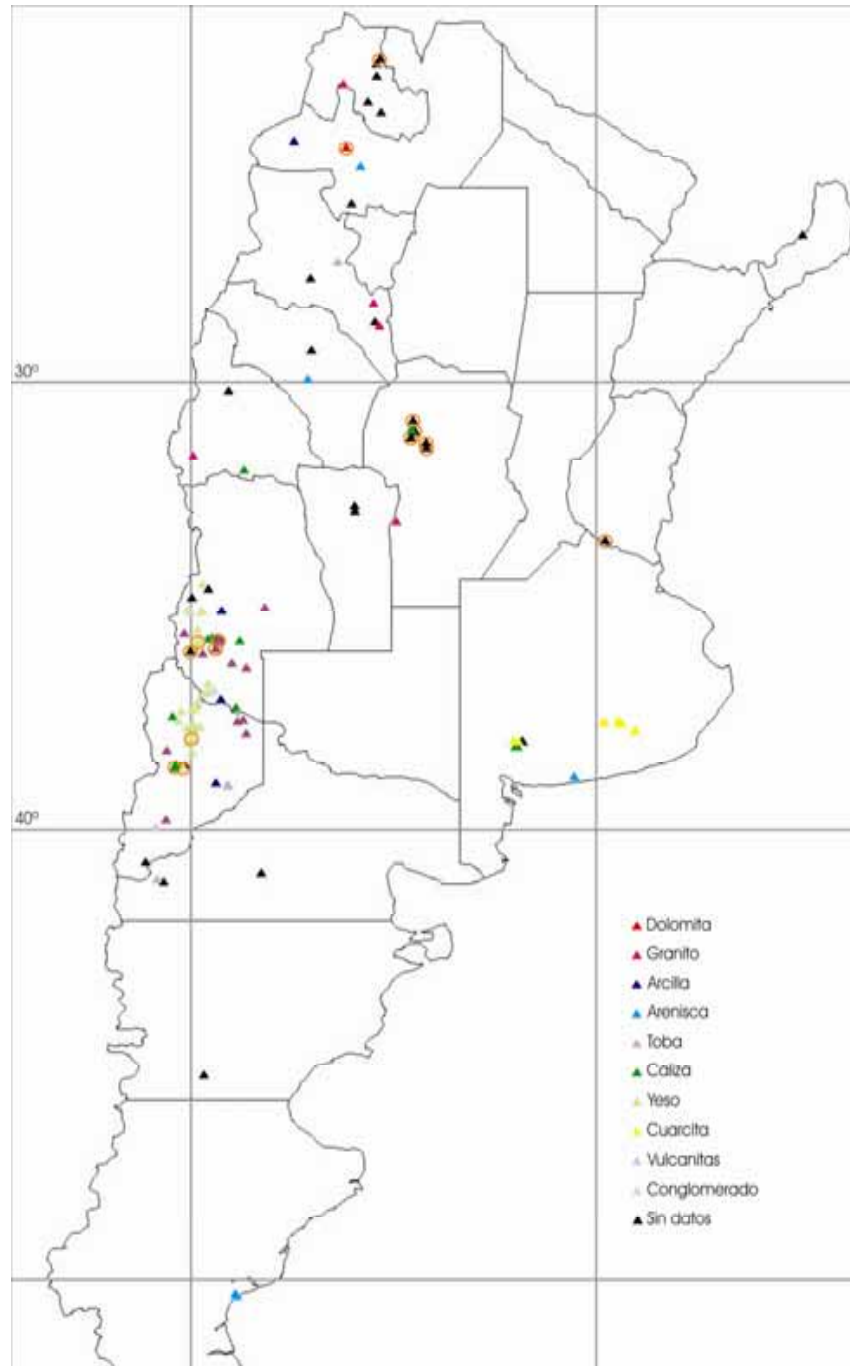 30º
40º
Dolomita
Granito
Arcilla
Arenisca
Toba
Caliza
Yeso
Cuarcita
Vulcanitas
Conglomerado
Sin datos